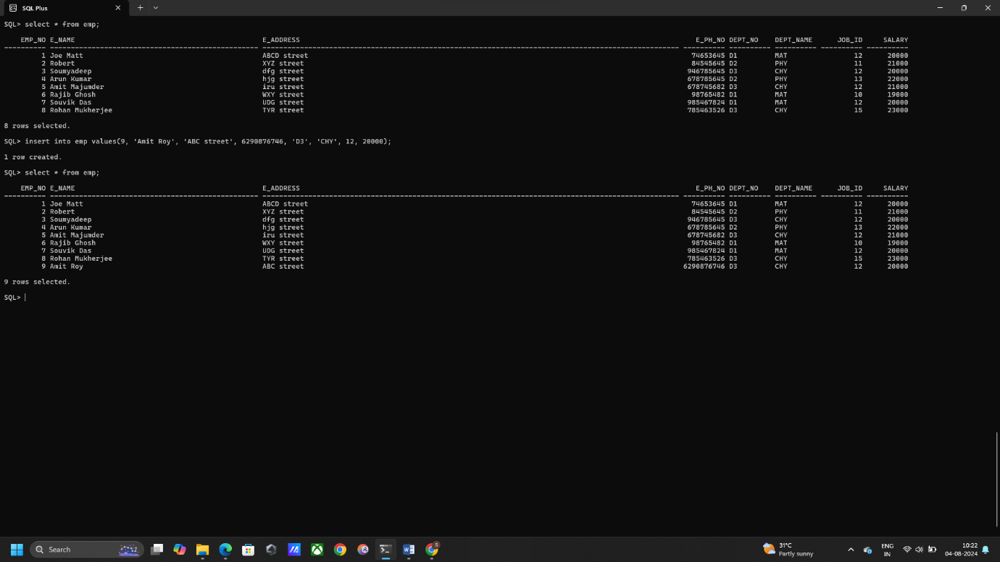 SQL Plus
SQL> select * from emp;
EMP_NO E_NAME E_ADDRESS E_PH_NO DEPT_NO DEPT_NAME JOB_ID SALARY
1 Joe Matt ABCD street 74653645 D1 MAT 12 20000
2 Robert XYZ street 84545645 D2 PHY 11 21000
3 Soumyadeep dfg street 946785645 D3 CHY 12 20000
4 Arun Kumar hjg street 678785645 D2 PHY 13 22000
5 Amit Majumder iru street 678745682 D3 CHY 12 21000
6 Rajib Ghosh WXY street 98765482 D1 MAT 10 19000
7 Souvik Das UDG street 985467824 D1 MAT 12 20000
8 Rohan Mukherjee TYR street 785463526 D3 CHY 15 23000
8 rows selected.
SQL> insert into emp values(9, 'Amit Roy', 'ABC street', 6290876746, 'D3', 'CHY', 12, 20000);
1 row created.
SQL> select * from emp;
EMP_NO E_NAME E_ADDRESS E_PH_NO DEPT_NO DEPT_NAME JOB_ID SALARY
1 Joe Matt ABCD street 74653645 D1 MAT 12 20000
2 Robert XYZ street 84545645 D2 PHY 11 21000
3 Soumyadeep dfg street 946785645 D3 CHY 12 20000
4 Arun Kumar hjg street 678785645 D2 PHY 13 22000
5 Amit Majumder iru street 678745682 D3 CHY 12 21000
6 Rajib Ghosh WXY street 98765482 D1 MAT 10 19000
7 Souvik Das UDG street 985467824 D1 MAT 12 20000
8 Rohan Mukherjee TYR street 785463526 D3 CHY 15 23000
9 Amit Roy ABC street 6290876746 D3 CHY 12 20000
9 rows selected.
SQL>
Search
31°C
Partly sunny
ENG
IN
10:22
04-08-2024